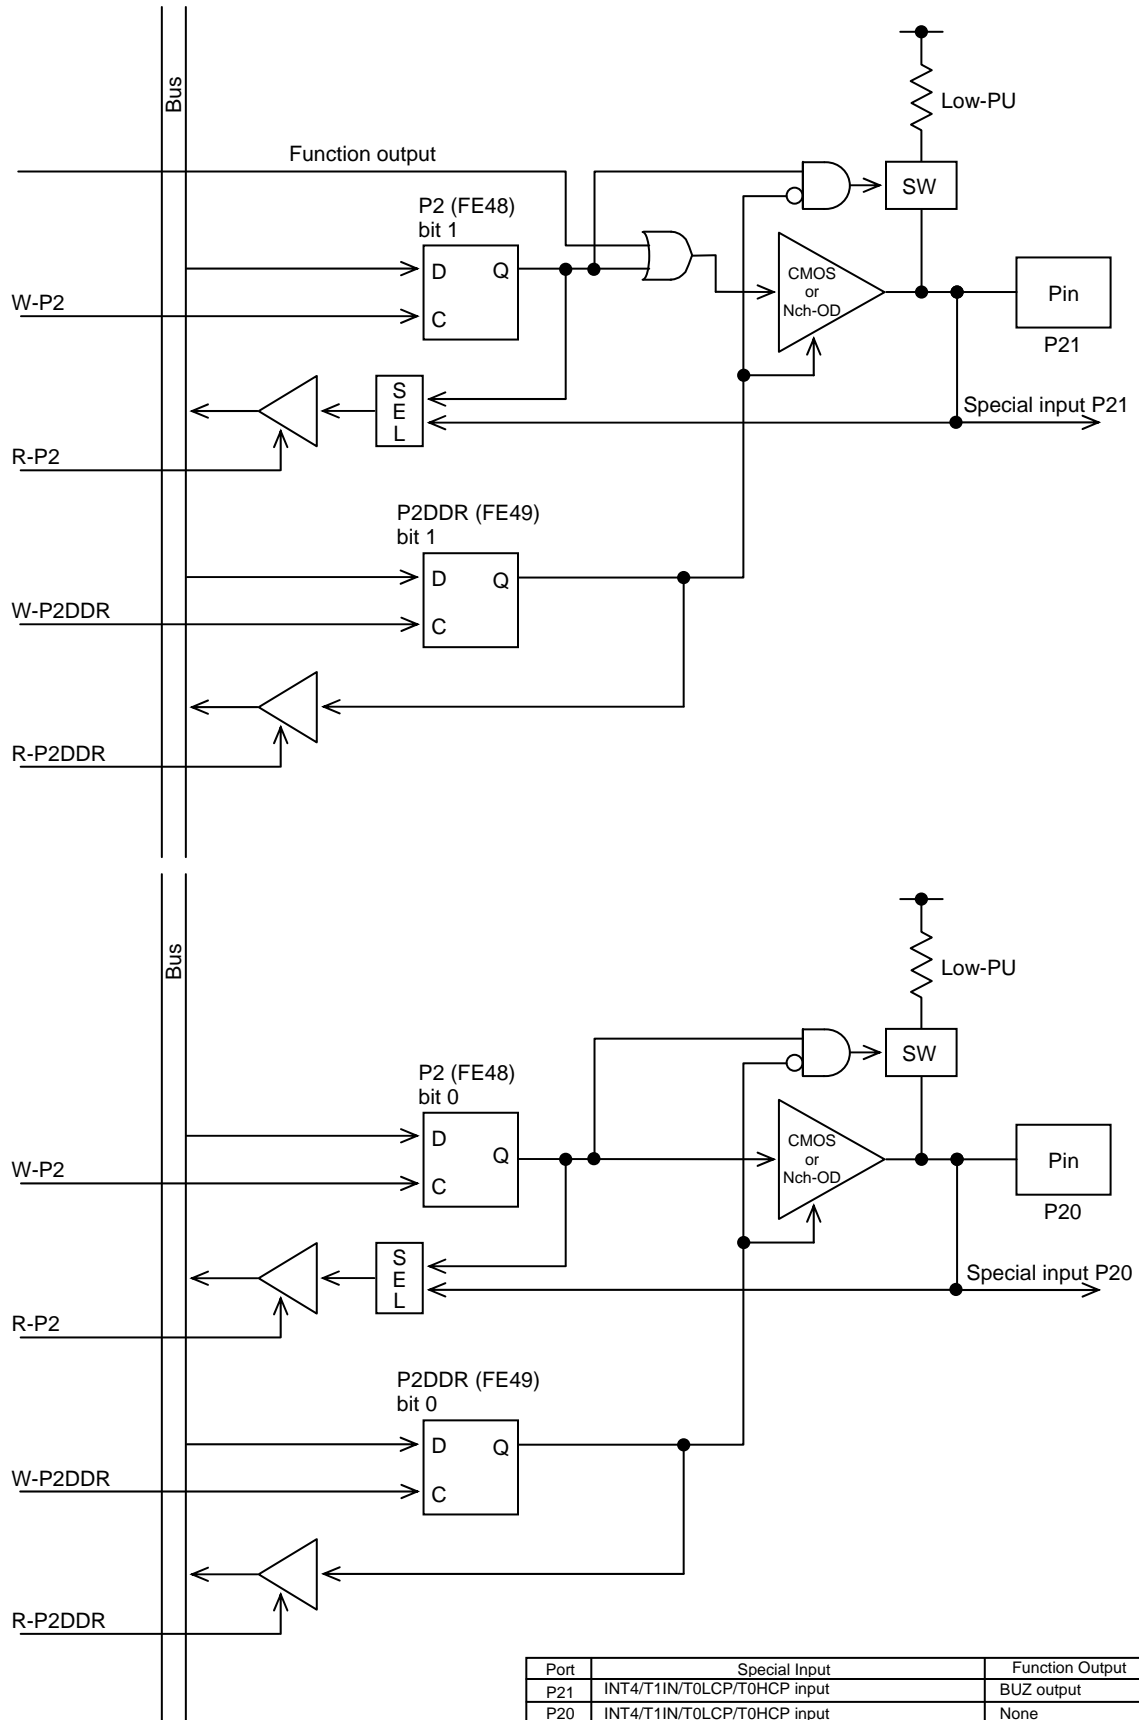 Bus
Low-PU
Function output
SW
P2 (FE48)
bit 1
D Q
C
CMOS
or
Nch-OD
Pin
P21
W-P2
S
E
L
Special input P21
R-P2
P2DDR (FE49)
bit 1
D Q
C
W-P2DDR
R-P2DDR
Bus
Low-PU
SW
P2 (FE48)
bit 0
D Q
C
CMOS
or
Nch-OD
Pin
P20
W-P2
S
E
L
Special input P20
R-P2
P2DDR (FE49)
bit 0
D Q
C
W-P2DDR
R-P2DDR
Port Special Input Function Output
P21 INT4/T1IN/T0LCP/T0HCP input BUZ output
P20 INT4/T1IN/T0LCP/T0HCP input None